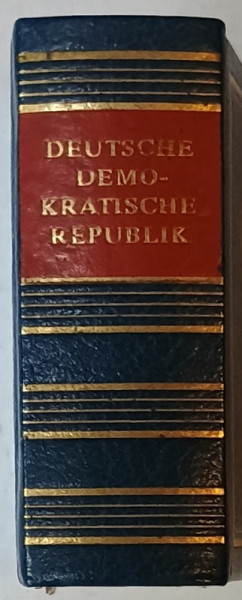 DEUTSCHE
DEMO-
KRATISCHE
REPUBLIK